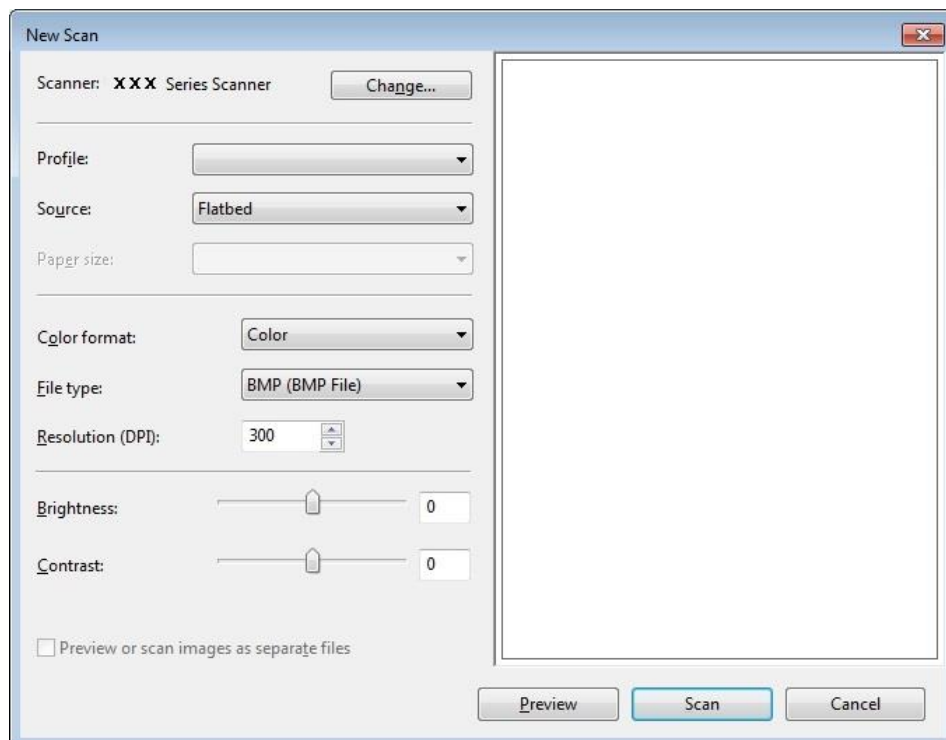 New Scan
Scanner: XXX Series Scanner Change...
Profile:
Source: Flatbed
Paper size:
Color format: Color
File type: BMP (BMP File)
Resolution (DPI): 300
Brightness: 0
Contrast: 0
Preview or scan images as separate files
Preview Scan Cancel